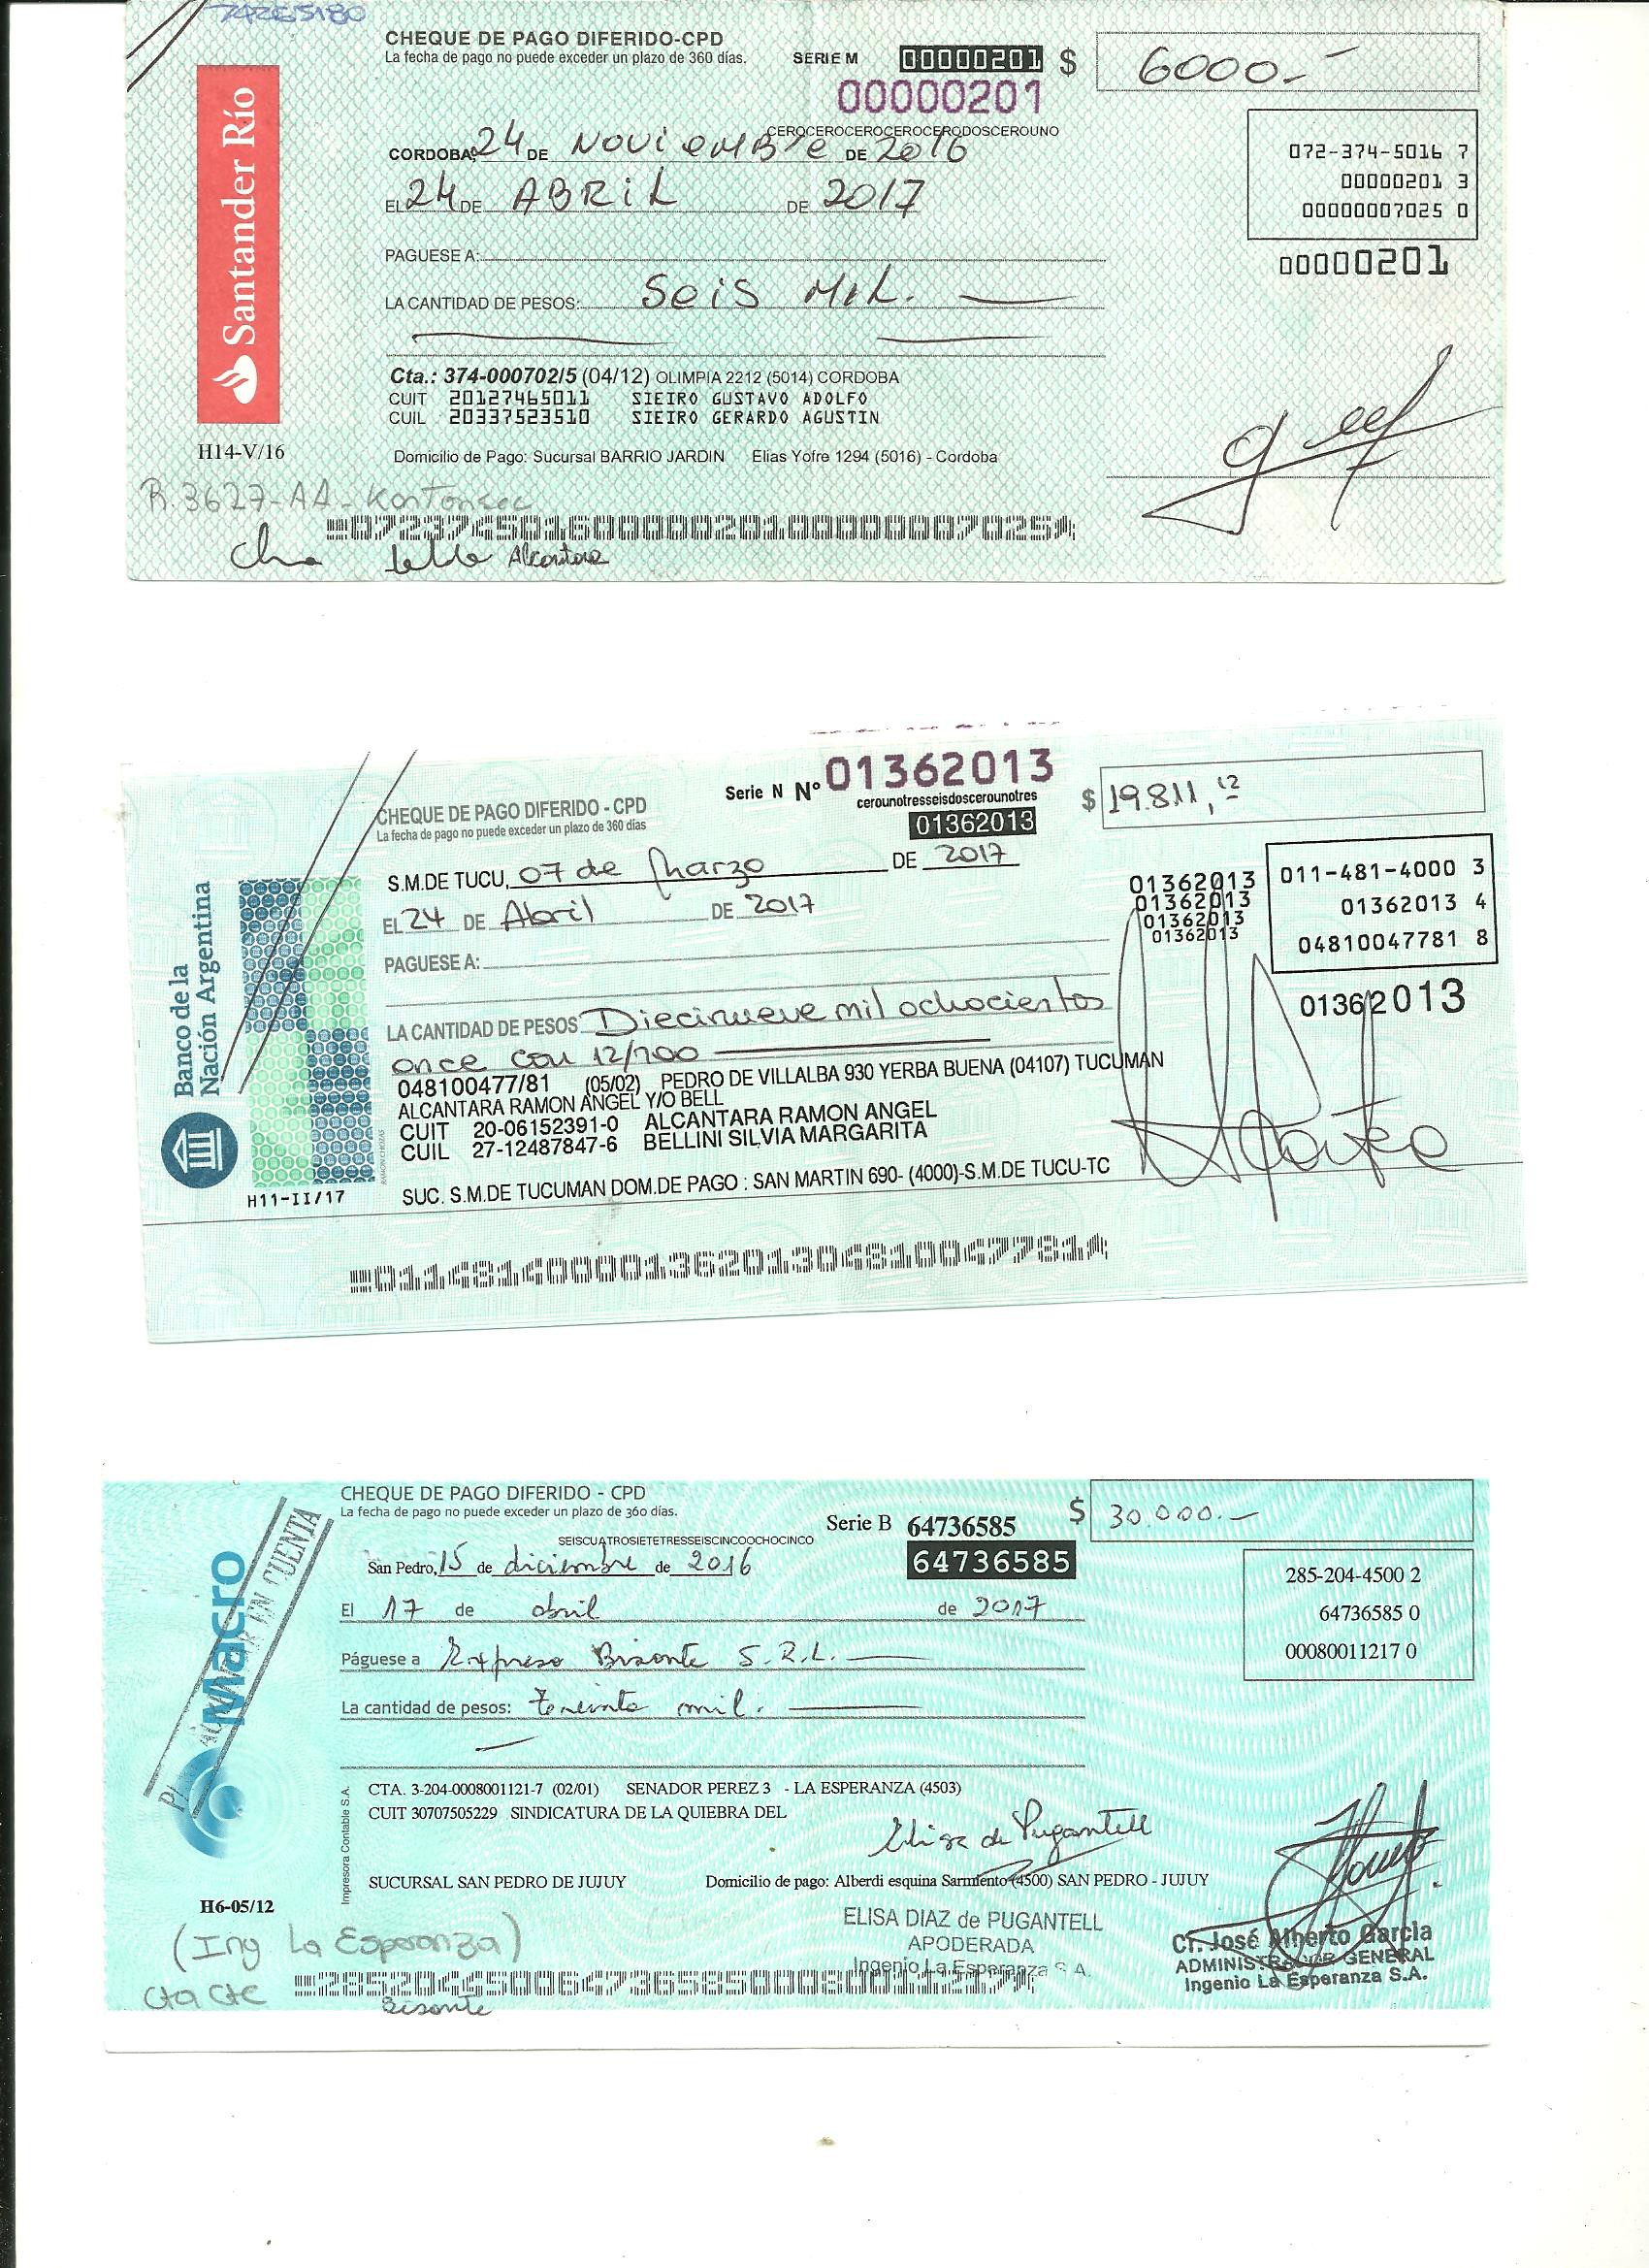 74265180
CHEQUE DE PAGO DIFERIDO-CPD
La fecha de pago no puede exceder un plazo de 360 días.
SERIE M 00000201 $ 6000.-
00000201
CEROCEROCEROCEROCERODOSCEROUNO
CORDOBA, 24 DE NOVIEMBRE DE 2016
EL 24 DE ABRIL DE 2017
072-374-5016 7
00000201 3
00000007025 0
00000201
PAGUESE A:
LA CANTIDAD DE PESOS: SEIS MIL.
Santander Río
Cta.: 374-000702/5 (04/12) OLIMPIA 2212 (5014) CORDOBA
CUIT 20127465011 SIEIRO GUSTAVO ADOLFO
CUIL 20337523510 SIEIRO GERARDO AGUSTIN
H14-V/16
Domicilio de Pago: Sucursal BARRIO JARDIN Elias Yofre 1294 (5016) - Cordoba
R.3627-AA-
07237450160000020100000007025
Alcantara
Serie N Nº 01362013
cerounotresseisdoscerounotres
01362013
$ 19.811,12
CHEQUE DE PAGO DIFERIDO - CPD
La fecha de pago no puede exceder un plazo de 360 días
S.M.DE TUCU, 07 de Marzo DE 2017
EL 24 DE Abril DE 2017
01362013
01362013
01362013
01362013
011-481-4000 3
01362013 4
04810047781 8
01362013
PAGUESE A:
LA CANTIDAD DE PESOS Diecinueve mil ochocientos
once con 12/100
Banco de la
Nación Argentina
048100477/81 (05/02) PEDRO DE VILLALBA 930 YERBA BUENA (04107) TUCUMAN
ALCANTARA RAMON ANGEL Y/O BELL
CUIT 20-06152391-0 ALCANTARA RAMON ANGEL
CUIL 27-12487847-6 BELLINI SILVIA MARGARITA
H11-II/17
SUC. S.M.DE TUCUMAN DOM.DE PAGO : SAN MARTIN 690- (4000)-S.M.DE TUCU-TC
01148140000136201304810047781
CHEQUE DE PAGO DIFERIDO - CPD
La fecha de pago no puede exceder un plazo de 360 días.
Serie B 64736585 $ 30.000.-
SEISCUATROSIETETRESSEISCINCOOCHOCINCO
64736585
San Pedro, 15 de diciembre de 2016
El 17 de abril de 2017
285-204-4500 2
64736585 0
00080011217 0
Páguese a Expreso Bisonte S.R.L.
La cantidad de pesos: treinta mil.
Macro
P/ ACREDITAR EN CUENTA
Impresora Contable S.A.
CTA. 3-204-0008001121-7 (02/01) SENADOR PEREZ 3 - LA ESPERANZA (4503)
CUIT 30707505229 SINDICATURA DE LA QUIEBRA DEL
Elisa de Pugantell
SUCURSAL SAN PEDRO DE JUJUY Domicilio de pago: Alberdi esquina Sarmiento (4500) SAN PEDRO - JUJUY
H6-05/12
ELISA DIAZ de PUGANTELL
APODERADA
Ingenio La Esperanza S.A.
Cr. José Alberto García
ADMINISTRADOR GENERAL
Ingenio La Esperanza S.A.
(Ing La Esperanza)
Cta Cte
28520445006473658500080011217
Bisonte